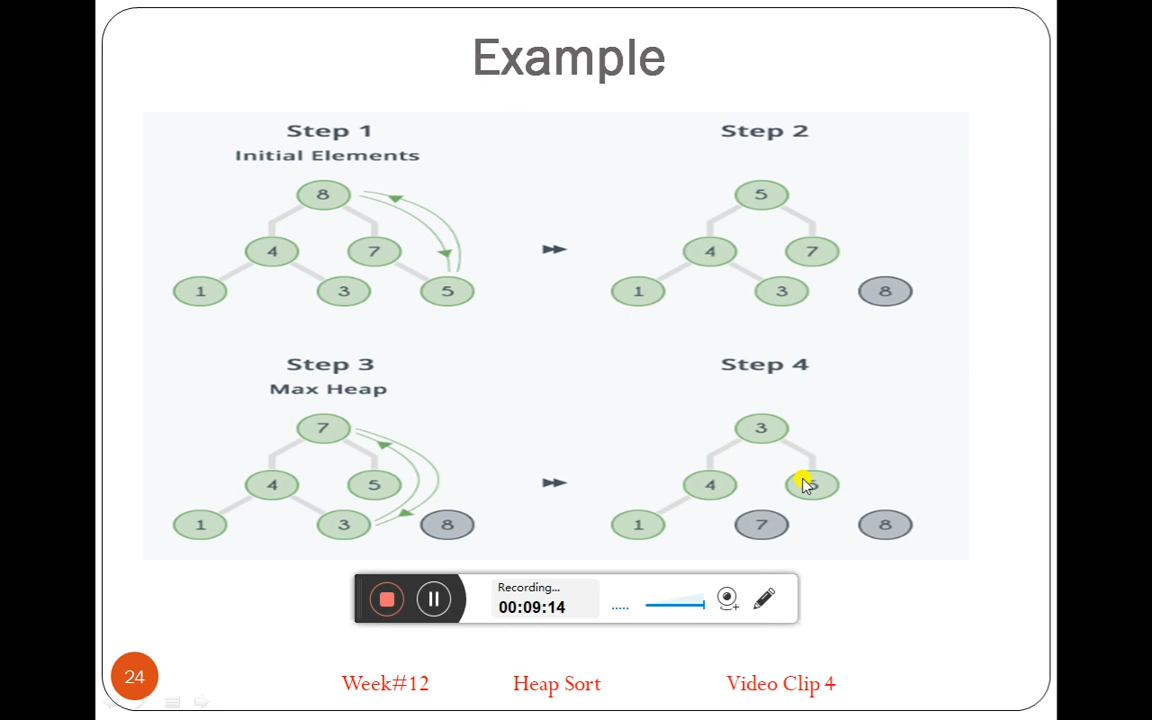 Example
Step 1
Initial Elements
8
4
7
1
3
5
Step 2
5
4
7
1
3
8
Step 3
Max Heap
7
4
5
1
3
8
Step 4
3
4
1
7
8
Recording...
00:09:14
24
Week#12
Heap Sort
Video Clip 4